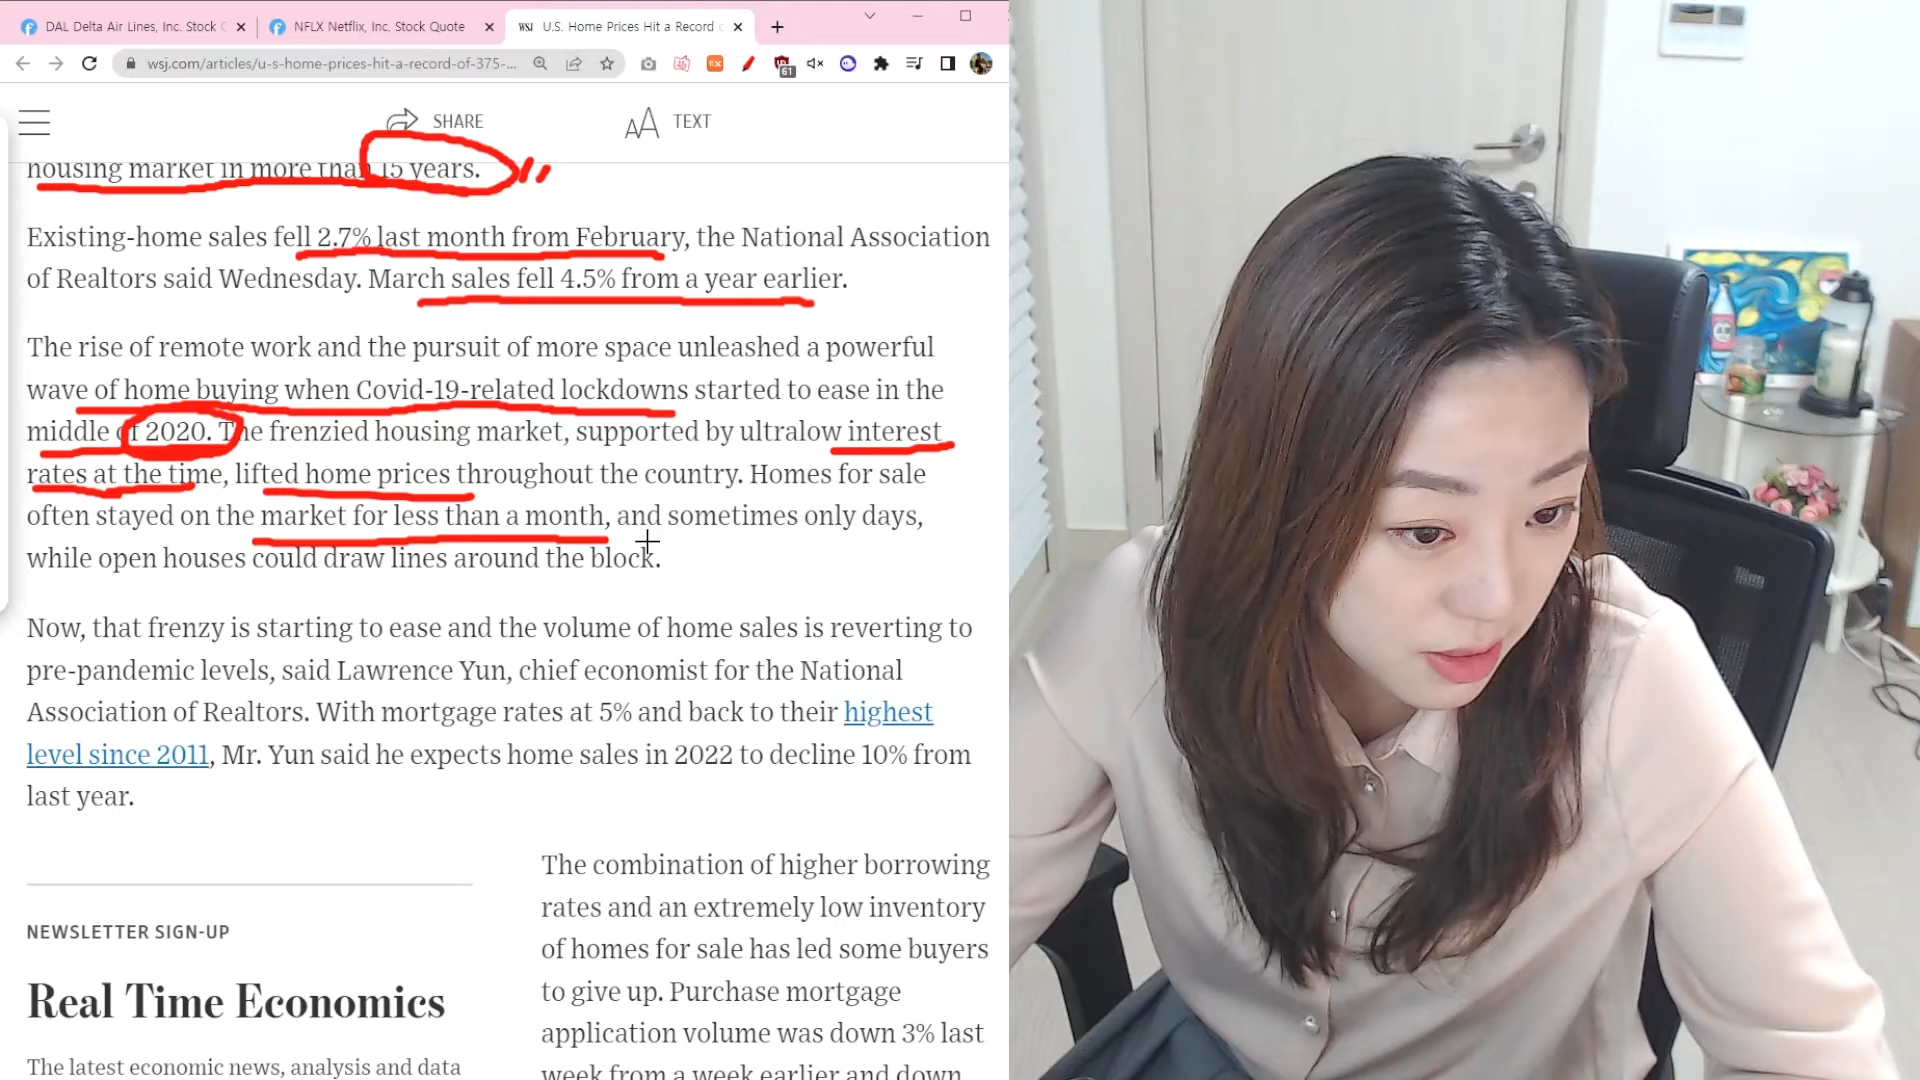 DAL Delta Air Lines, Inc. Stock
NFLX Netflix, Inc. Stock Quote
WSJ U.S. Home Prices Hit a Record
wsj.com/articles/u-s-home-prices-hit-a-record-of-375-...
61
SHARE
AA TEXT
housing market in more than 15 years.
Existing-home sales fell 2.7% last month from February, the National Association
of Realtors said Wednesday. March sales fell 4.5% from a year earlier.
The rise of remote work and the pursuit of more space unleashed a powerful
wave of home buying when Covid-19-related lockdowns started to ease in the
middle of 2020. The frenzied housing market, supported by ultralow interest
rates at the time, lifted home prices throughout the country. Homes for sale
often stayed on the market for less than a month, and sometimes only days,
while open houses could draw lines around the block.
Now, that frenzy is starting to ease and the volume of home sales is reverting to
pre-pandemic levels, said Lawrence Yun, chief economist for the National
Association of Realtors. With mortgage rates at 5% and back to their highest
level since 2011, Mr. Yun said he expects home sales in 2022 to decline 10% from
last year.
NEWSLETTER SIGN-UP
Real Time Economics
The latest economic news, analysis and data
The combination of higher borrowing
rates and an extremely low inventory
of homes for sale has led some buyers
to give up. Purchase mortgage
application volume was down 3% last
week from a week earlier and down